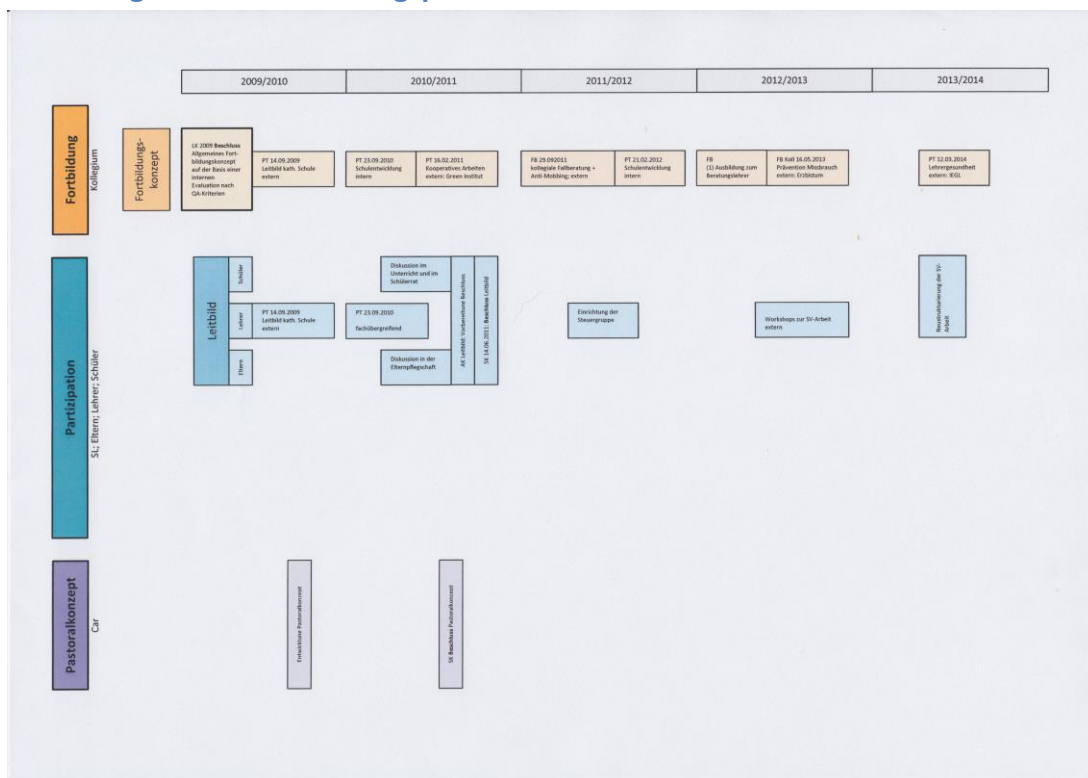 2009/2010
2010/2011
2011/2012
2012/2013
2013/2014
Fortbildung
Kollegium
Fortbildungs-
konzept
LK 2009 Beschluss
Allgemeines Fort-
bildungskonzept
auf der Basis einer
internen
Evaluation nach
QA-Kriterien
PT 14.09.2009
Leitbild kath. Schule
extern
PT 23.09.2010
Schulentwicklung
intern
PT 16.02.2011
Kooperatives Arbeiten
extern: Green Institut
FB 29.092011
kollegiale Fallberatung +
Anti-Mobbing; extern
PT 21.02.2012
Schulentwicklung
intern
FB
(1) Ausbildung zum
Beratungslehrer
FB Koll 16.05.2013
Prävention Missbrauch
extern: Erzbistum
PT 12.03.2014
Lehrergesundheit
extern: IEGL
Partizipation
SL; Eltern; Lehrer; Schüler
Leitbild
Schüler
Lehrer
Eltern
PT 14.09.2009
Leitbild kath. Schule
extern
Diskussion im
Unterricht und im
Schülerrat
PT 23.09.2010
fachübergreifend
Diskussion in der
Elternpflegschaft
AK Leitbild: Vorbereitung Beschluss
SK 14.06.2011: Beschluss Leitbild
Einrichtung der
Steuergruppe
Workshops zur SV-Arbeit
extern
Neustrukturierung der SV-
Arbeit
Pastoralkonzept
Car
Entwicklung Pastoralkonzept
SK Beschluss Pastoralkonzept